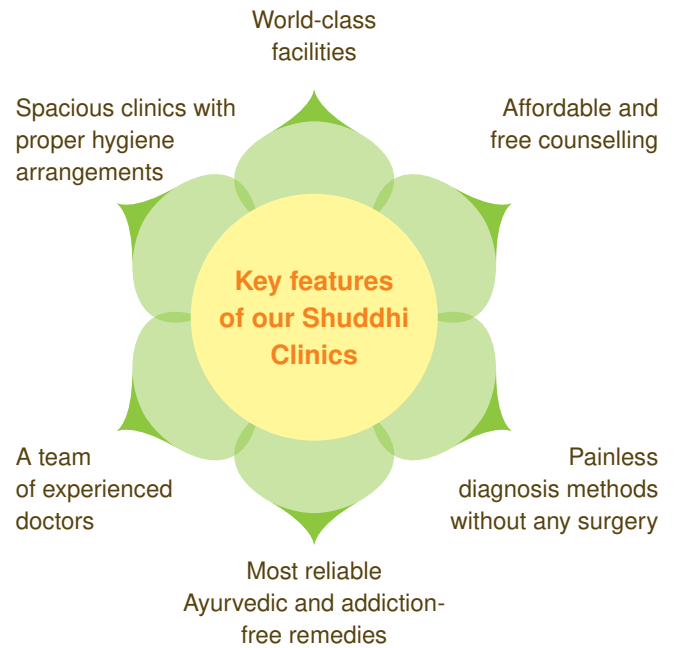 World-class
facilities
Spacious clinics with
proper hygiene
arrangements
Affordable and
free counselling
Key features
of our Shuddhi
Clinics
A team
of experienced
doctors
Painless
diagnosis methods
without any surgery
Most reliable
Ayurvedic and addiction-
free remedies